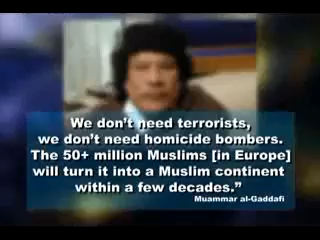 We don't need terrorists,
we don't need homicide bombers.
The 50+ million Muslims [in Europe]
will turn it into a Muslim continent
within a few decades.”
Muammar al-Gaddafi